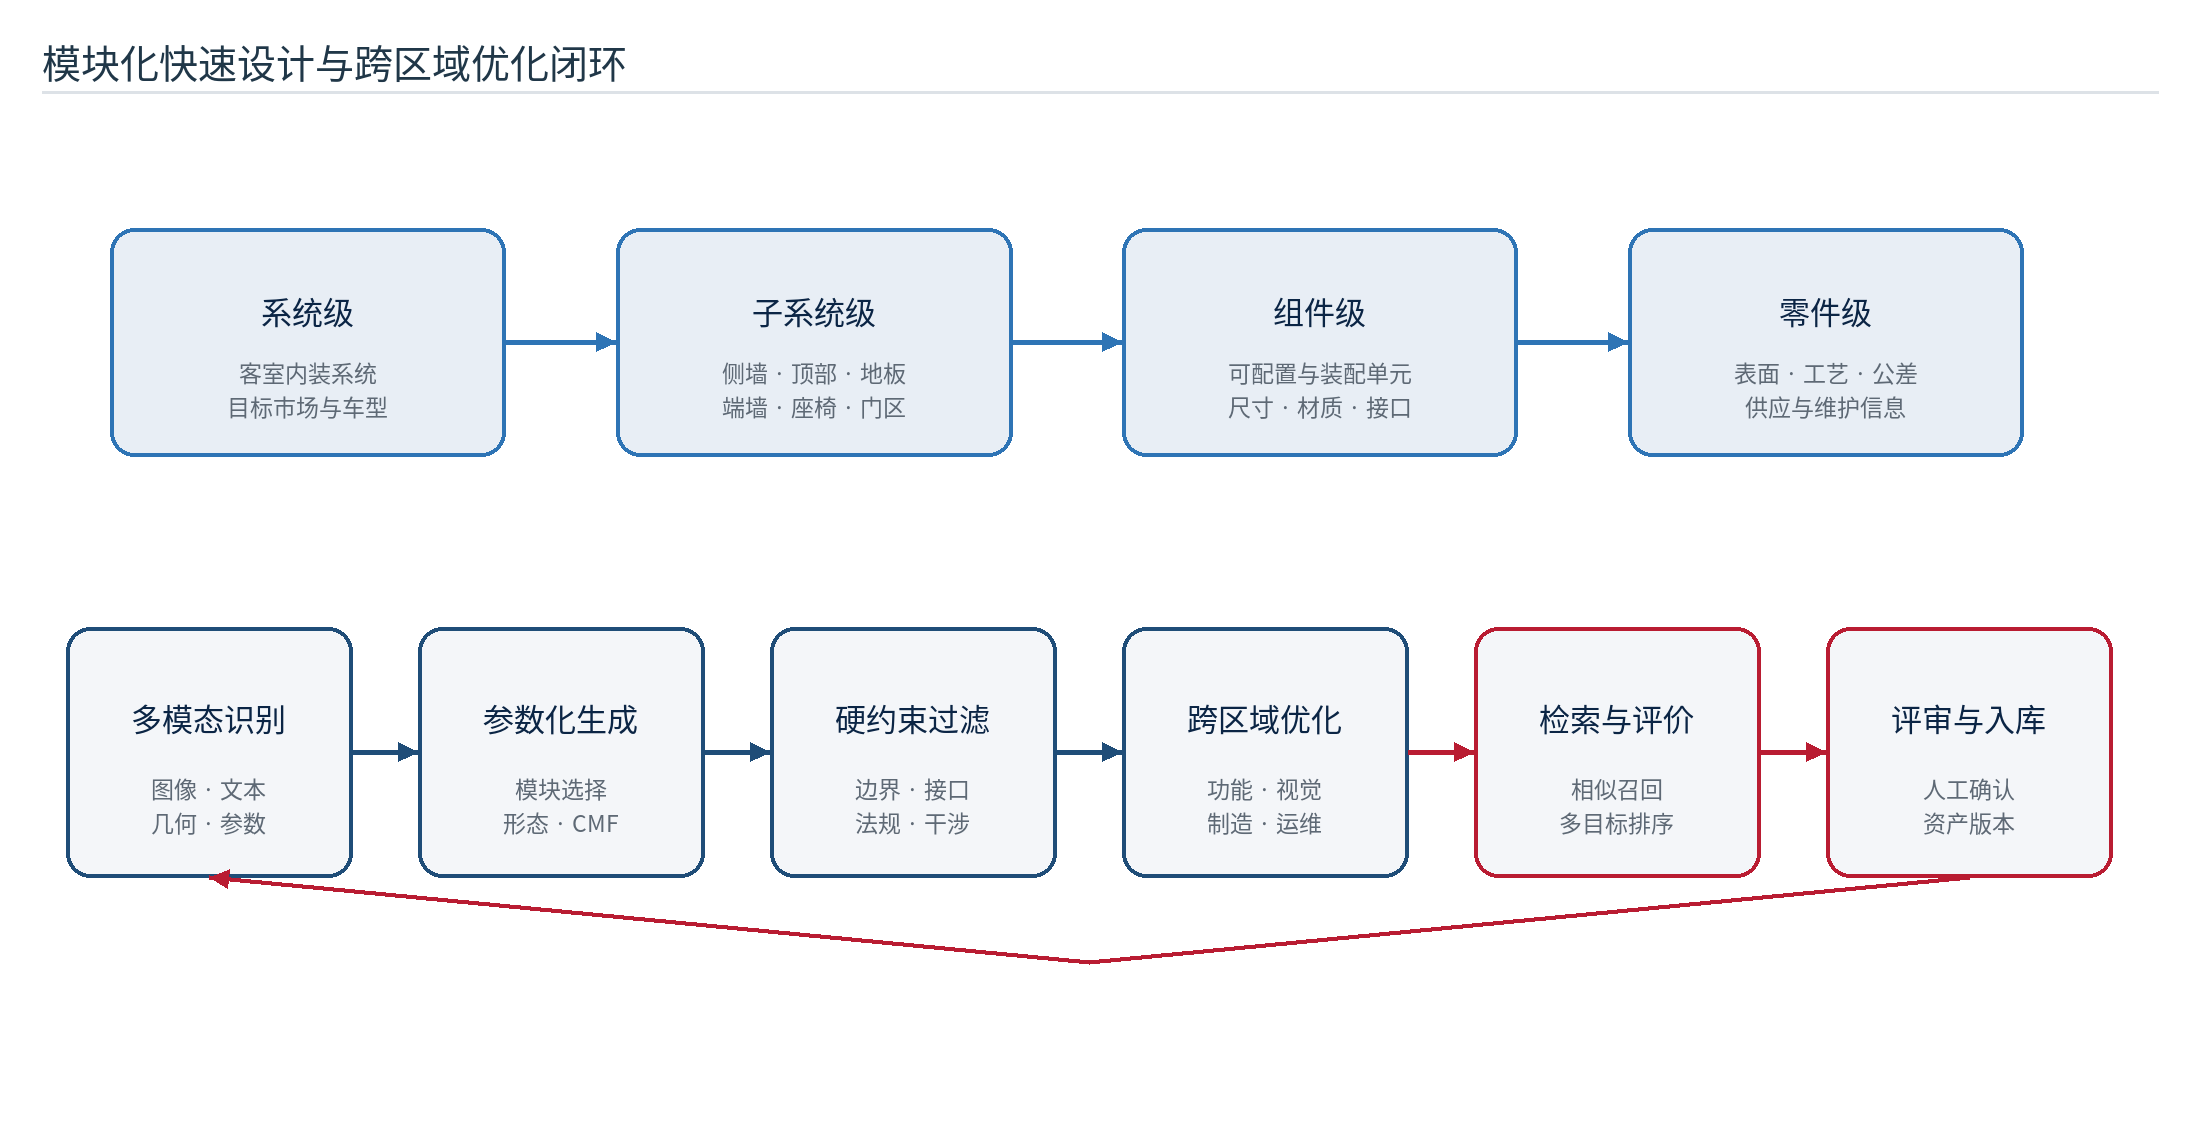 模块化快速设计与跨区域优化闭环
系统级
客室内装系统
目标市场与车型
子系统级
侧墙 · 顶部 · 地板
端墙 · 座椅 · 门区
组件级
可配置与装配单元
尺寸 · 材质 · 接口
零件级
表面 · 工艺 · 公差
供应与维护信息
多模态识别
图像 · 文本
几何 · 参数
参数化生成
模块选择
形态 · CMF
硬约束过滤
边界 · 接口
法规 · 干涉
跨区域优化
功能 · 视觉
制造 · 运维
检索与评价
相似召回
多目标排序
评审与入库
人工确认
资产版本